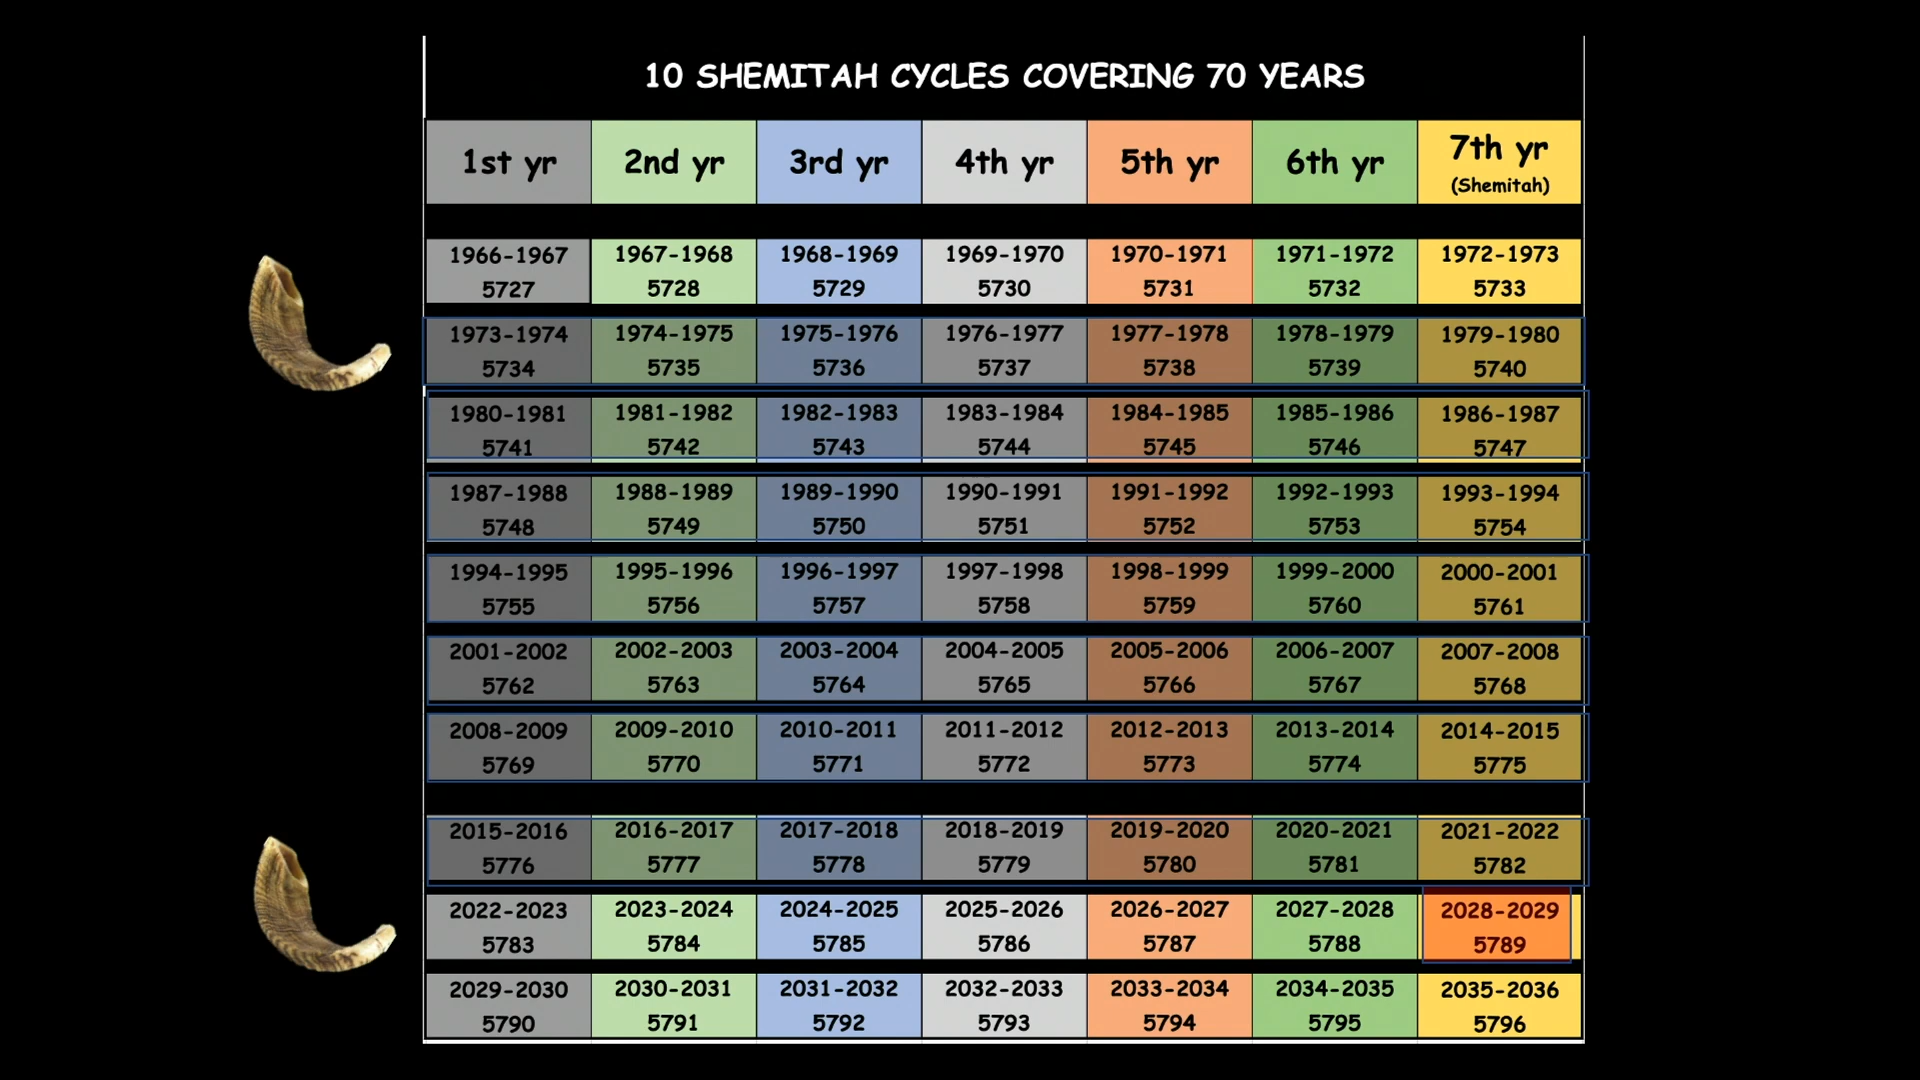 10 SHEMITAH CYCLES COVERING 70 YEARS
1st yr 2nd yr 3rd yr 4th yr 5th yr 6th yr 7th yr
(Shemitah)
1966-1967 1967-1968 1968-1969 1969-1970 1970-1971 1971-1972 1972-1973
5727 5728 5729 5730 5731 5732 5733
1973-1974 1974-1975 1975-1976 1976-1977 1977-1978 1978-1979 1979-1980
5734 5735 5736 5737 5738 5739 5740
1980-1981 1981-1982 1982-1983 1983-1984 1984-1985 1985-1986 1986-1987
5741 5742 5743 5744 5745 5746 5747
1987-1988 1988-1989 1989-1990 1990-1991 1991-1992 1992-1993 1993-1994
5748 5749 5750 5751 5752 5753 5754
1994-1995 1995-1996 1996-1997 1997-1998 1998-1999 1999-2000 2000-2001
5755 5756 5757 5758 5759 5760 5761
2001-2002 2002-2003 2003-2004 2004-2005 2005-2006 2006-2007 2007-2008
5762 5763 5764 5765 5766 5767 5768
2008-2009 2009-2010 2010-2011 2011-2012 2012-2013 2013-2014 2014-2015
5769 5770 5771 5772 5773 5774 5775
2015-2016 2016-2017 2017-2018 2018-2019 2019-2020 2020-2021 2021-2022
5776 5777 5778 5779 5780 5781 5782
2022-2023 2023-2024 2024-2025 2025-2026 2026-2027 2027-2028 2028-2029
5783 5784 5785 5786 5787 5788 5789
2029-2030 2030-2031 2031-2032 2032-2033 2033-2034 2034-2035 2035-2036
5790 5791 5792 5793 5794 5795 5796